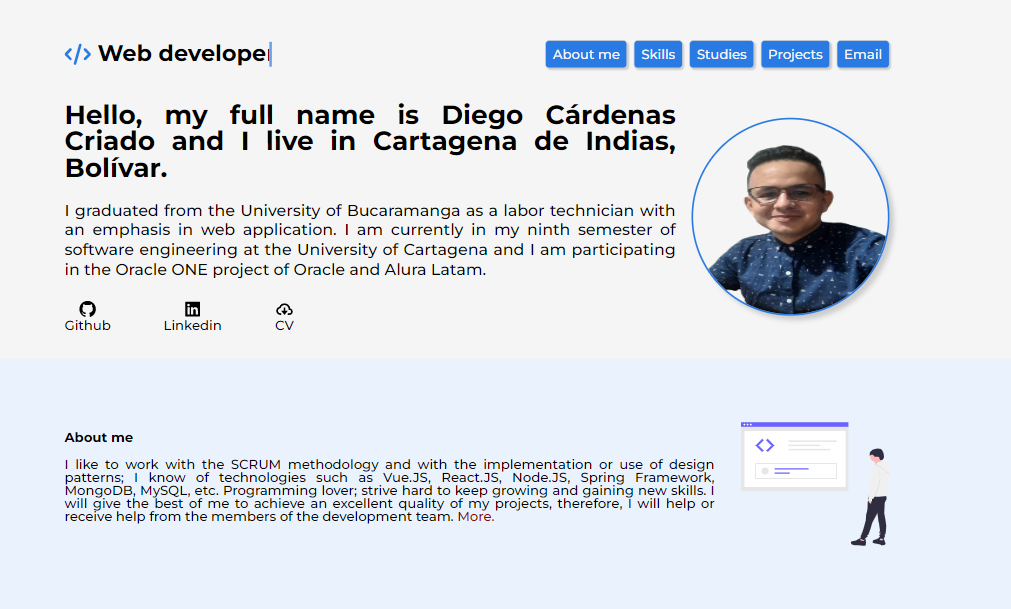 </> Web developer
About me Skills Studies Projects Email
Hello, my full name is Diego Cárdenas
Criado and I live in Cartagena de Indias,
Bolívar.
I graduated from the University of Bucaramanga as a labor technician with
an emphasis in web application. I am currently in my ninth semester of
software engineering at the University of Cartagena and I am participating
in the Oracle ONE project of Oracle and Alura Latam.
Github Linkedin CV
About me
I like to work with the SCRUM methodology and with the implementation or use of design
patterns; I know of technologies such as Vue.JS, React.JS, Node.JS, Spring Framework,
MongoDB, MySQL, etc. Programming lover; strive hard to keep growing and gaining new skills. I
will give the best of me to achieve an excellent quality of my projects, therefore, I will help or
receive help from the members of the development team. More.